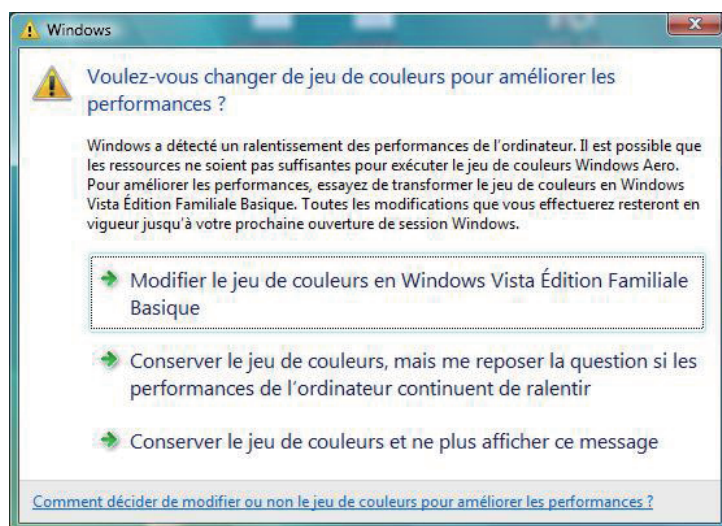 Windows
Voulez-vous changer de jeu de couleurs pour améliorer les
performances ?
Windows a détecté un ralentissement des performances de l'ordinateur. Il est possible que
les ressources ne soient pas suffisantes pour exécuter le jeu de couleurs Windows Aero.
Pour améliorer les performances, essayez de transformer le jeu de couleurs en Windows
Vista Édition Familiale Basique. Toutes les modifications que vous effectuerez resteront en
vigueur jusqu'à votre prochaine ouverture de session Windows.
Modifier le jeu de couleurs en Windows Vista Édition Familiale
Basique
Conserver le jeu de couleurs, mais me reposer la question si les
performances de l'ordinateur continuent de ralentir
Conserver le jeu de couleurs et ne plus afficher ce message
Comment décider de modifier ou non le jeu de couleurs pour améliorer les performances ?